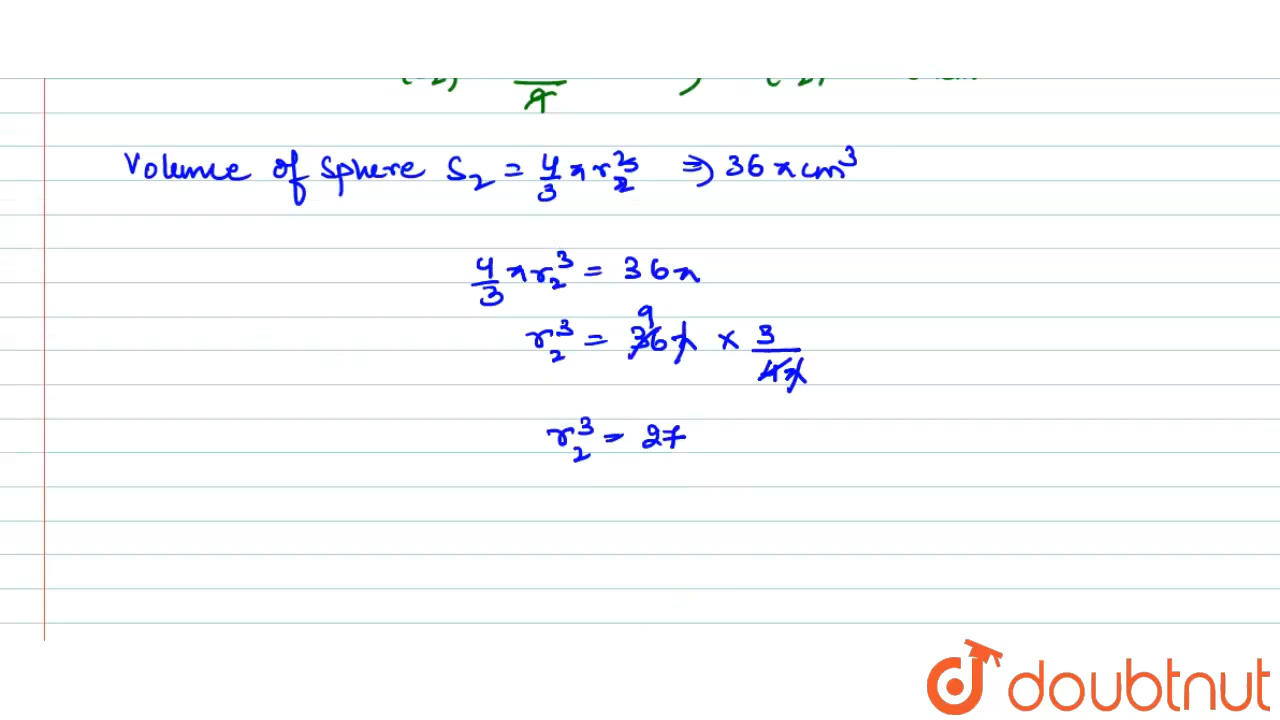 Volume of Sphere S₂ = 4/3 π r₂³ ⇒ 36 π cm³
4/3 π r₂³ = 36 π
r₂³ = 36 π × 3/4π
9
r₂³ = 27
doubtnut